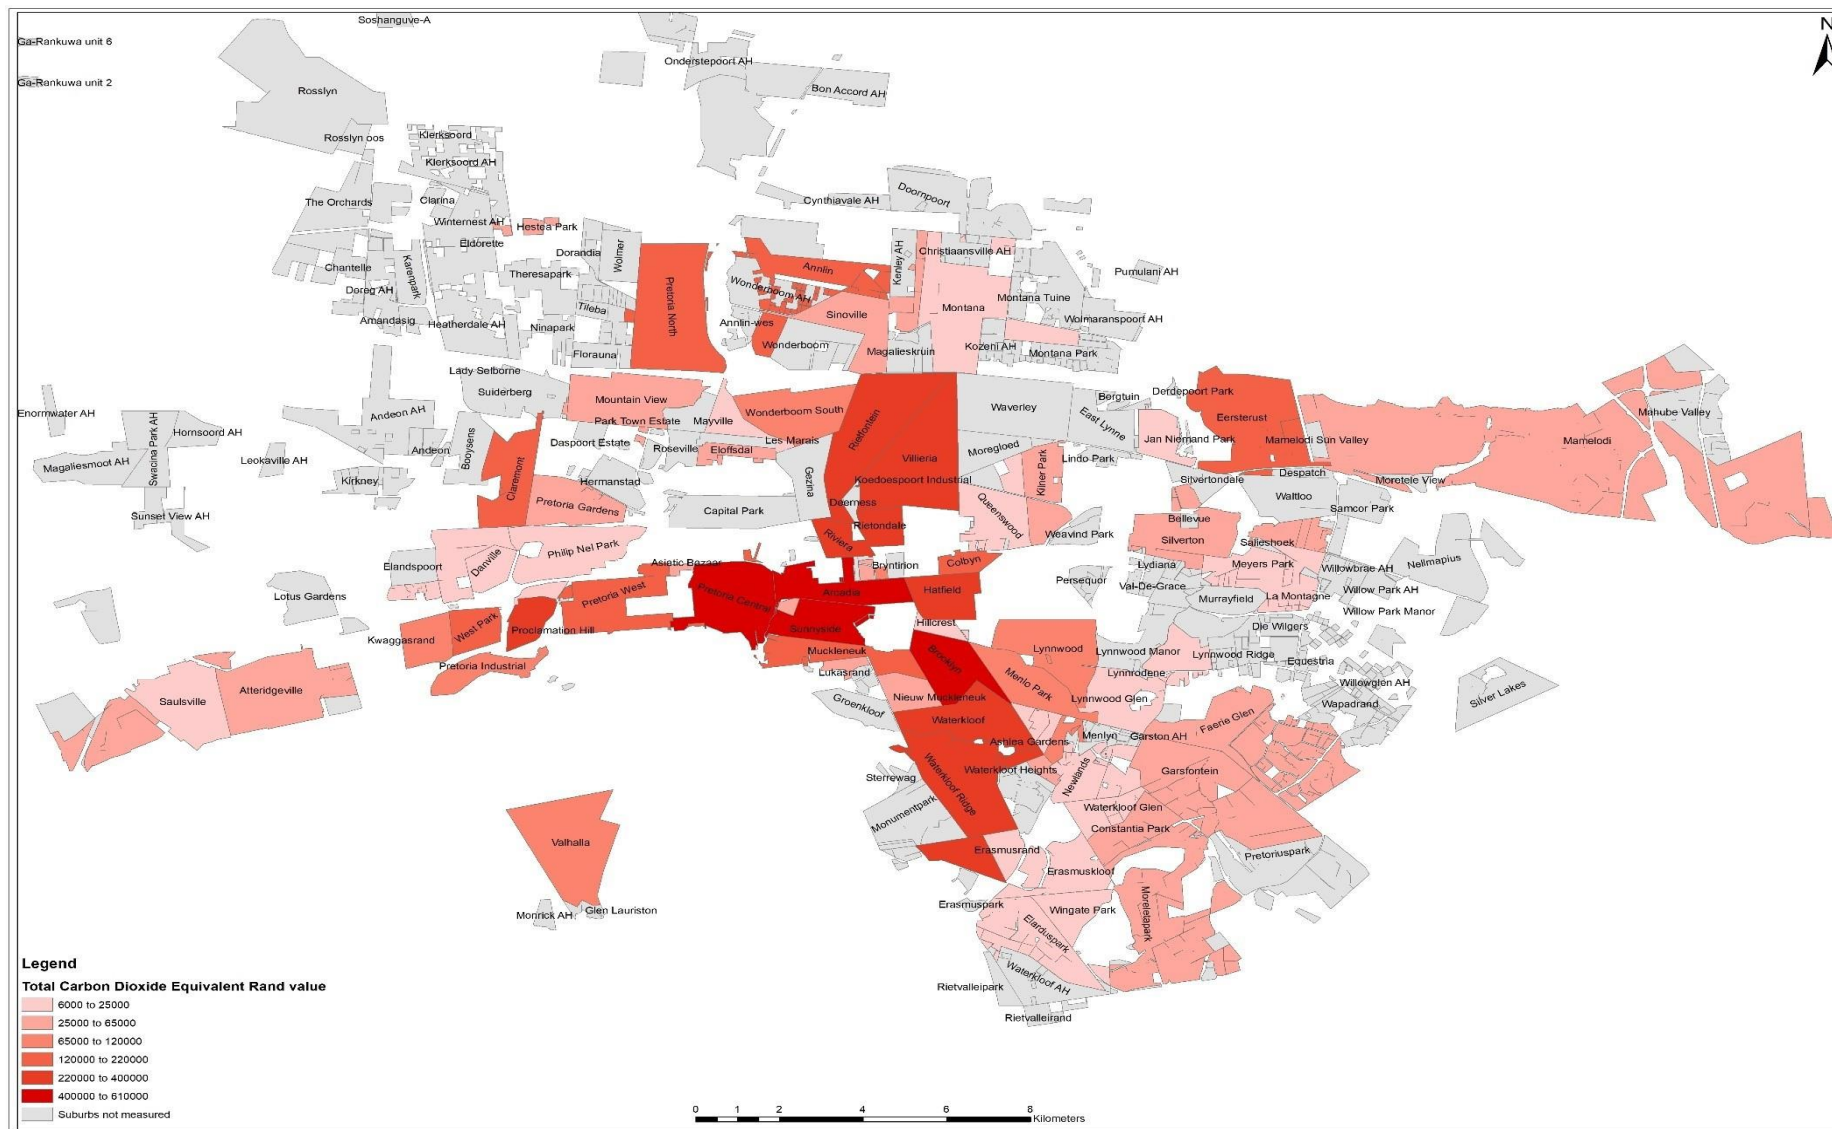 N
Soshanguve-A
Ga-Rankuwa unit 6
Onderstepoort AH
Ga-Rankuwa unit 2
Rosslyn
Bon Accord AH
Rosslyn oos
Klerksoord
Klerksoord AH
The Orchards
Clarina
Cynthiavale AH
Doornpoort
Winternest AH
Hestea Park
Eldorette
Dorandia
Wolmer
Kenley AH
Christiaansville AH
Chantelle
Karenpark
Theresapark
Annlin
Pumulani AH
Doreg AH
Wonderboom AH
Montana Tuine
Pretoria North
Tileba
Sinoville
Montana
Amandasig
Heatherdale AH
Ninapark
Annlin-wes
Wolmaranspoort AH
Wonderboom
Florauna
Magalieskruin
Kozeni AH
Montana Park
Lady Selborne
Suiderberg
Mountain View
Bergtuin
Derdepoort Park
Enormwater AH
Andeon AH
Park Town Estate
Mayville
Wonderboom South
Rietfontein
Waverley
East Lynne
Eersterust
Mahube Valley
Hornsoord AH
Swacina Park AH
Booysens
Daspoort Estate
Les Marais
Jan Niemand Park
Mamelodi Sun Valley
Mamelodi
Andeon
Roseville
Eloffsdal
Moregloed
Magaliesmoot AH
Leokaville AH
Villieria
Lindo Park
Kirkney
Claremont
Hermanstad
Gezina
Koedoespoort Industrial
Kilner Park
Silvertondale
Despatch
Moretele View
Pretoria Gardens
Capital Park
Deerness
Queenswood
Waltloo
Samcor Park
Sunset View AH
Rietondale
Bellevue
Riviera
Weavind Park
Silverton
Salieshoek
Danville
Philip Nel Park
Elandspoort
Asiatic Bazaar
Bryntirion
Colbyn
Lydiana
Meyers Park
Willowbrae AH
Nellmapius
Persequor
Val-De-Grace
Lotus Gardens
Pretoria West
Pretoria Central
Arcadia
Hatfield
Murrayfield
La Montagne
Willow Park AH
Willow Park Manor
West Park
Proclamation Hill
Sunnyside
Hillcrest
Die Wilgers
Kwaggasrand
Muckleneuk
Brooklyn
Lynnwood
Lynnwood Manor
Lynnwood Ridge
Equestria
Pretoria Industrial
Lukasrand
Menlo Park
Lynnrodene
Willowglen AH
Atteridgeville
Saulsville
Nieuw Muckleneuk
Lynnwood Glen
Silver Lakes
Groenkloof
Wapadrand
Waterkloof
Faerie Glen
Ashlea Gardens
Menlyn
Garston AH
Waterkloof Ridge
Waterkloof Heights
Newlands
Garsfontein
Sterrewag
Monumentpark
Waterkloof Glen
Constantia Park
Valhalla
Erasmusrand
Pretoriuspark
Erasmuskloof
Erasmuspark
Wingate Park
Moreletapark
Monrick AH
Glen Lauriston
Elarduspark
Waterkloof AH
Rietvalleipark
Rietvalleirand
Legend
Total Carbon Dioxide Equivalent Rand value
6000 to 25000
25000 to 65000
65000 to 120000
120000 to 220000
220000 to 400000
400000 to 610000
Suburbs not measured
0 1 2 4 6 8
Kilometers